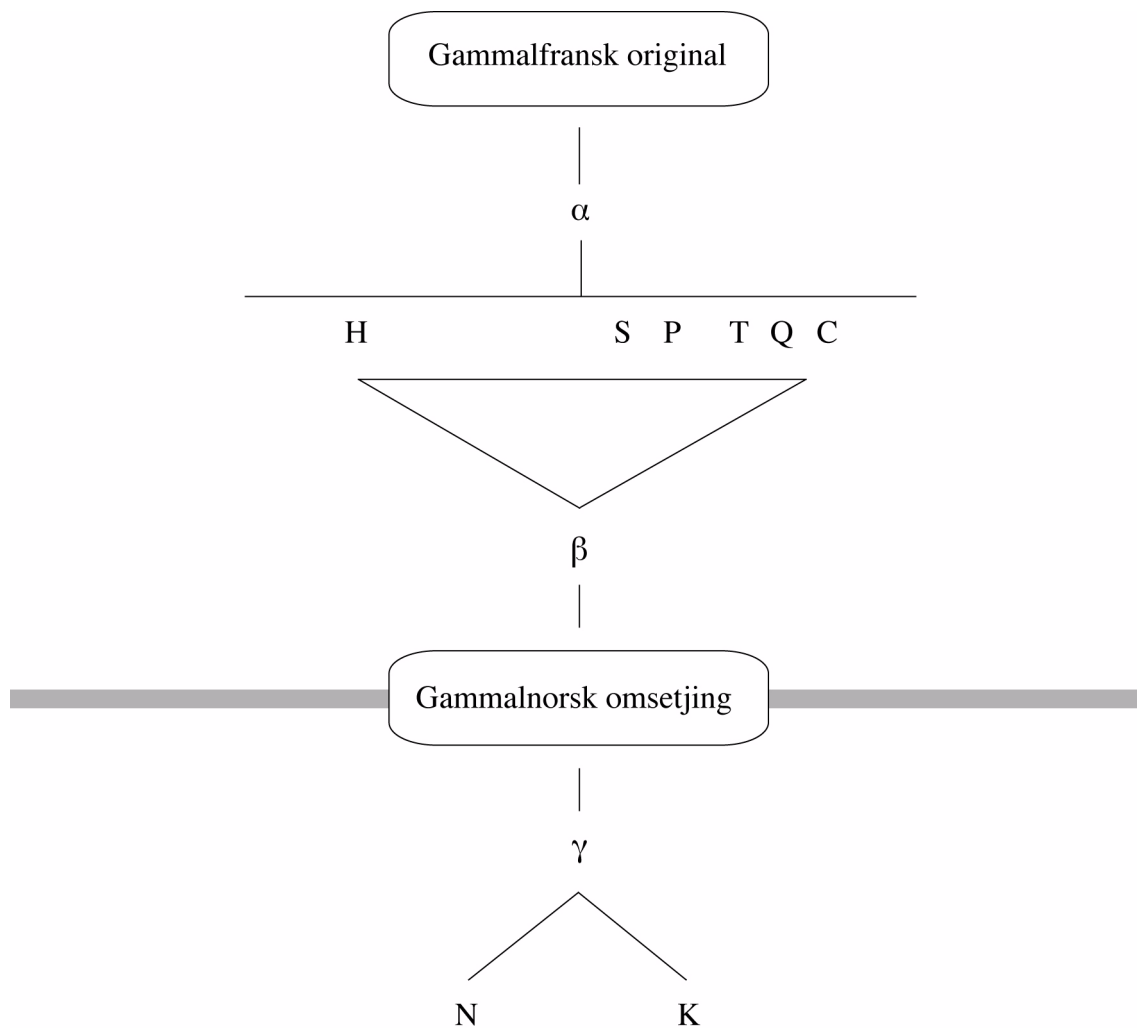 Gammalfransk original
α
H S P T Q C
β
Gammalnorsk omsetjing
γ
N K